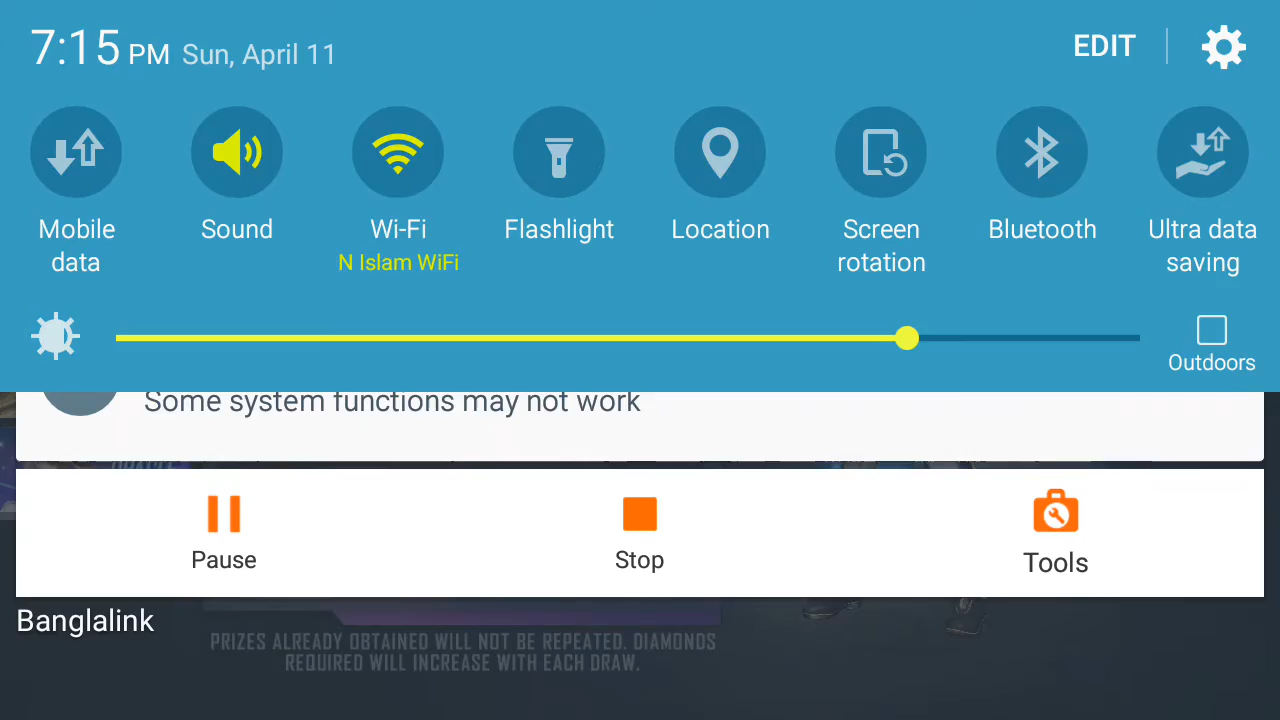 7:15 PM Sun, April 11
EDIT
Mobile data
Sound
Wi-Fi
N Islam WiFi
Flashlight
Location
Screen rotation
Bluetooth
Ultra data saving
Outdoors
Some system functions may not work
Pause
Stop
Tools
Banglalink
PRIZES ALREADY OBTAINED WILL NOT BE REPEATED. DIAMONDS
REQUIRED WILL INCREASE WITH EACH DRAW.